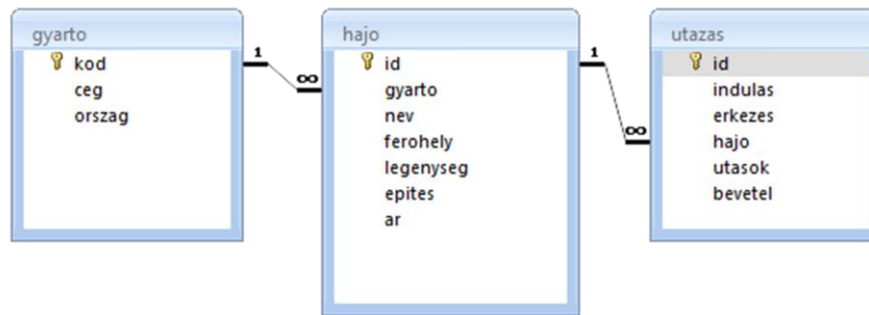 gyarto
kod
ceg
orszag
1
∞
hajo
id
gyarto
nev
ferohely
legenyseg
epites
ar
1
∞
utazas
id
indulas
erkezes
hajo
utasok
bevetel